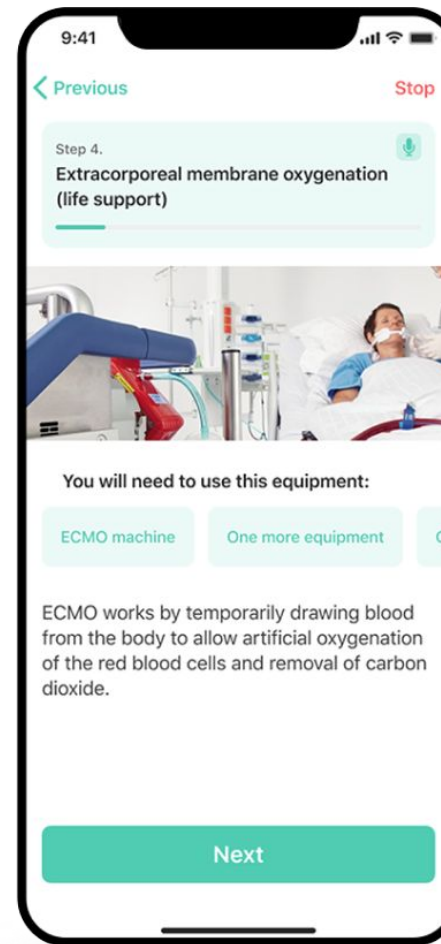 9:41
Previous
Stop
Step 4.
Extracorporeal membrane oxygenation
(life support)
You will need to use this equipment:
ECMO machine
One more equipment
ECMO works by temporarily drawing blood
from the body to allow artificial oxygenation
of the red blood cells and removal of carbon
dioxide.
Next